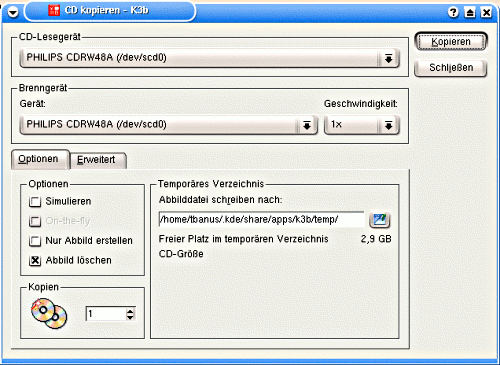 CD kopieren - K3b
CD-Lesegerät
PHILIPS CDRW48A (/dev/scd0)
Kopieren
Schließen
Brenngerät
Gerät:
Geschwindigkeit:
PHILIPS CDRW48A (/dev/scd0)
1x
Optionen
Erweitert
Optionen
Simulieren
On-the-fly
Nur Abbild erstellen
Abbild löschen
Kopien
1
Temporäres Verzeichnis
Abbilddatei schreiben nach:
/home/tbanus/.kde/share/apps/k3b/temp/
Freier Platz im temporären Verzeichnis 2,9 GB
CD-Größe